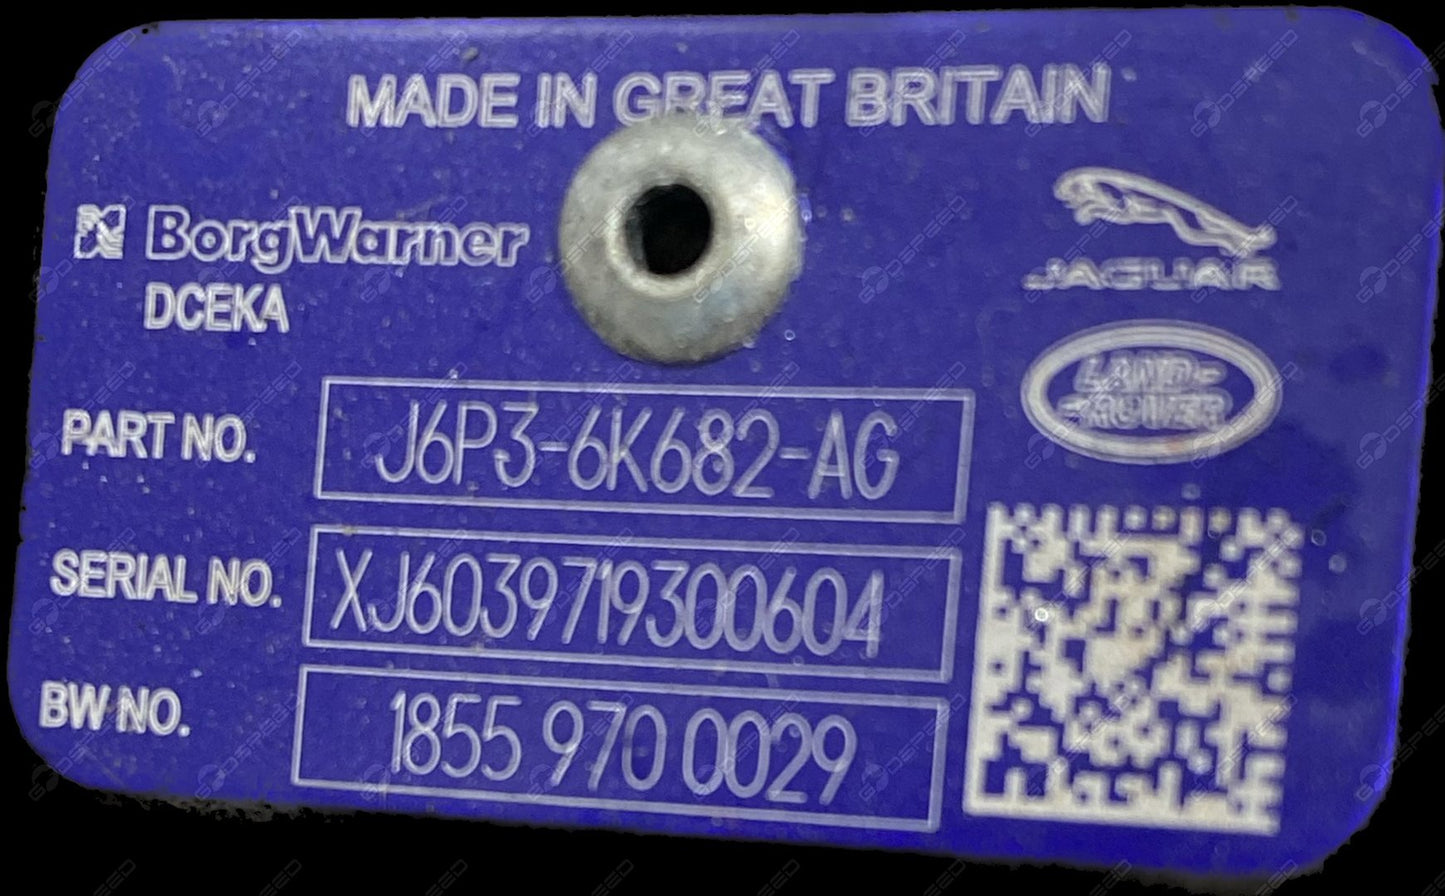 MADE IN GREAT BRITAIN
BorgWarner
DCEKA
JAGUAR
LAND-
ROVER
PART NO. J6P3-6K682-AG
SERIAL NO. XJ6039719300604
BW NO. 1855 970 0029
GODSPEED